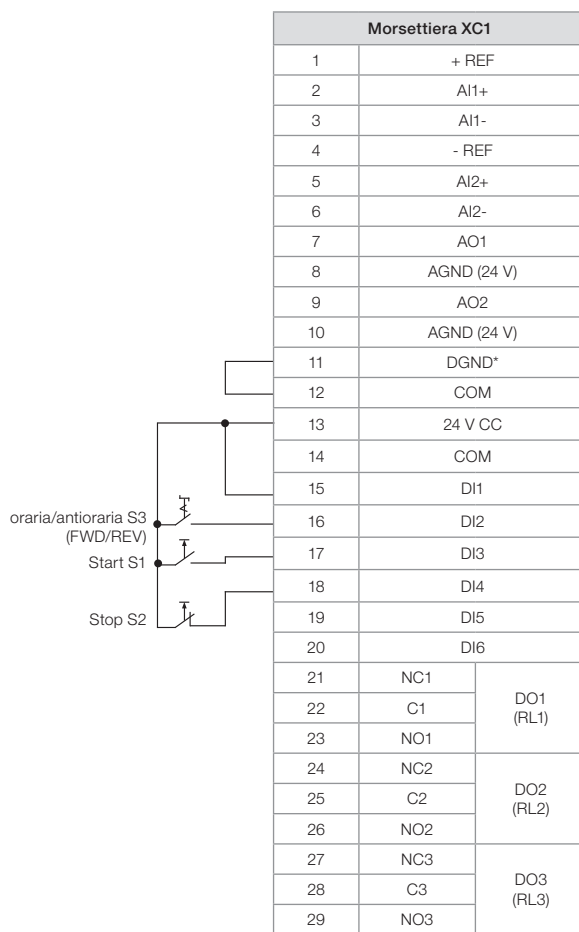 Morsettiera XC1
1 + REF
2 AI1+
3 AI1-
4 - REF
5 AI2+
6 AI2-
7 AO1
8 AGND (24 V)
9 AO2
10 AGND (24 V)
11 DGND*
12 COM
13 24 V CC
14 COM
15 DI1
oraria/antioraria S3
(FWD/REV)
16 DI2
Start S1
17 DI3
18 DI4
Stop S2
19 DI5
20 DI6
21 NC1
22 C1
23 NO1
DO1
(RL1)
24 NC2
25 C2
26 NO2
DO2
(RL2)
27 NC3
28 C3
29 NO3
DO3
(RL3)